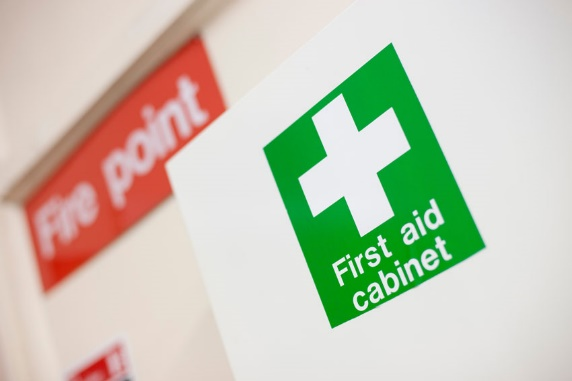 Fire point
First aid
cabinet